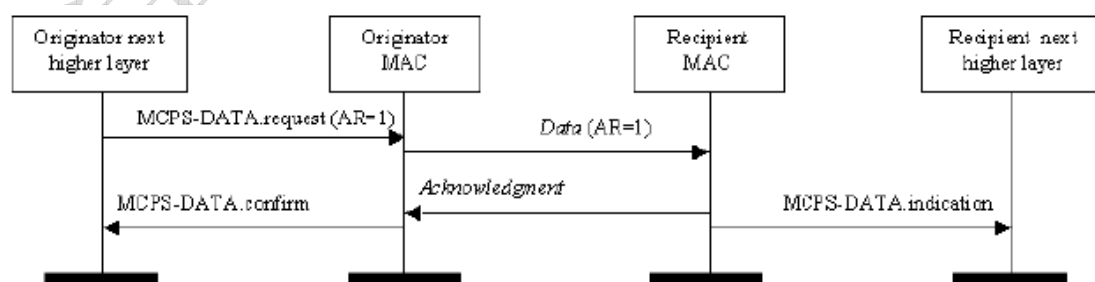 Originator next
higher layer
Originator
MAC
Recipient
MAC
Recipient next
higher layer
MCPS-DATA.request (AR=1)
Data (AR=1)
Acknowledgment
MCPS-DATA.confirm
MCPS-DATA.indication